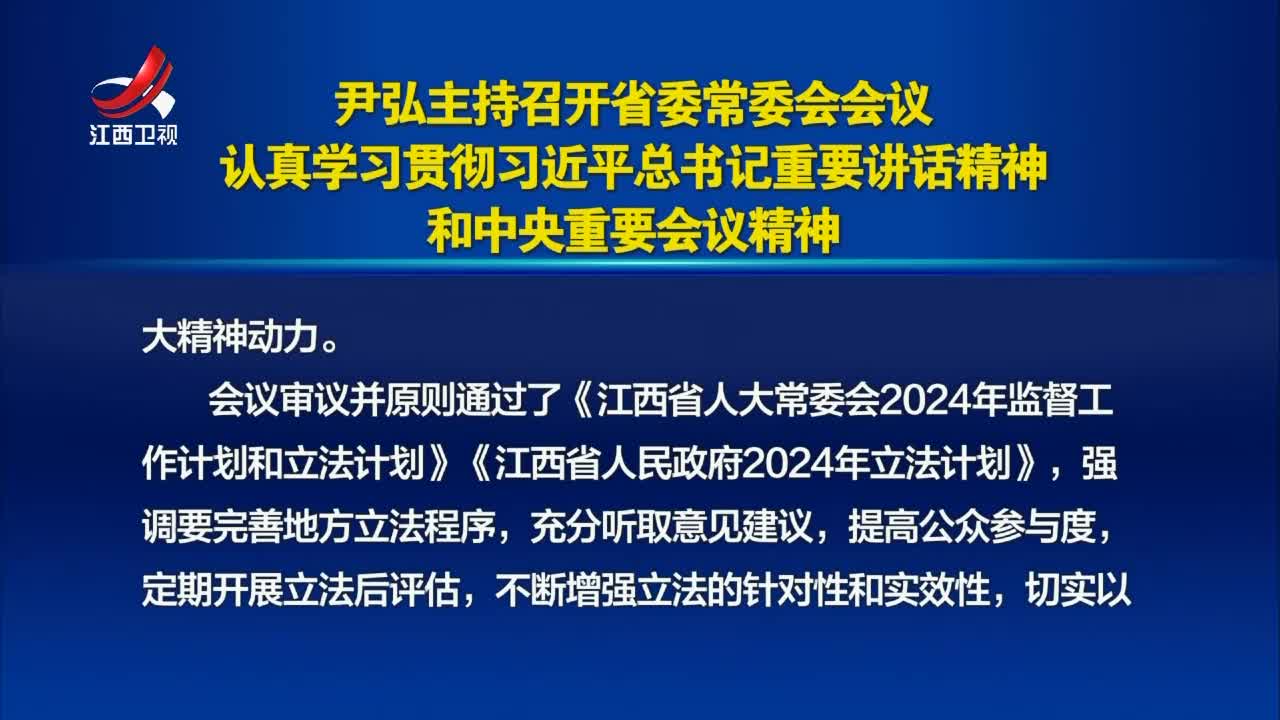 江西卫视
尹弘主持召开省委常委会会议
认真学习贯彻习近平总书记重要讲话精神
和中央重要会议精神
大精神动力。
会议审议并原则通过了《江西省人大常委会2024年监督工
作计划和立法计划》《江西省人民政府2024年立法计划》，强
调要完善地方立法程序，充分听取意见建议，提高公众参与度，
定期开展立法后评估，不断增强立法的针对性和实效性，切实以